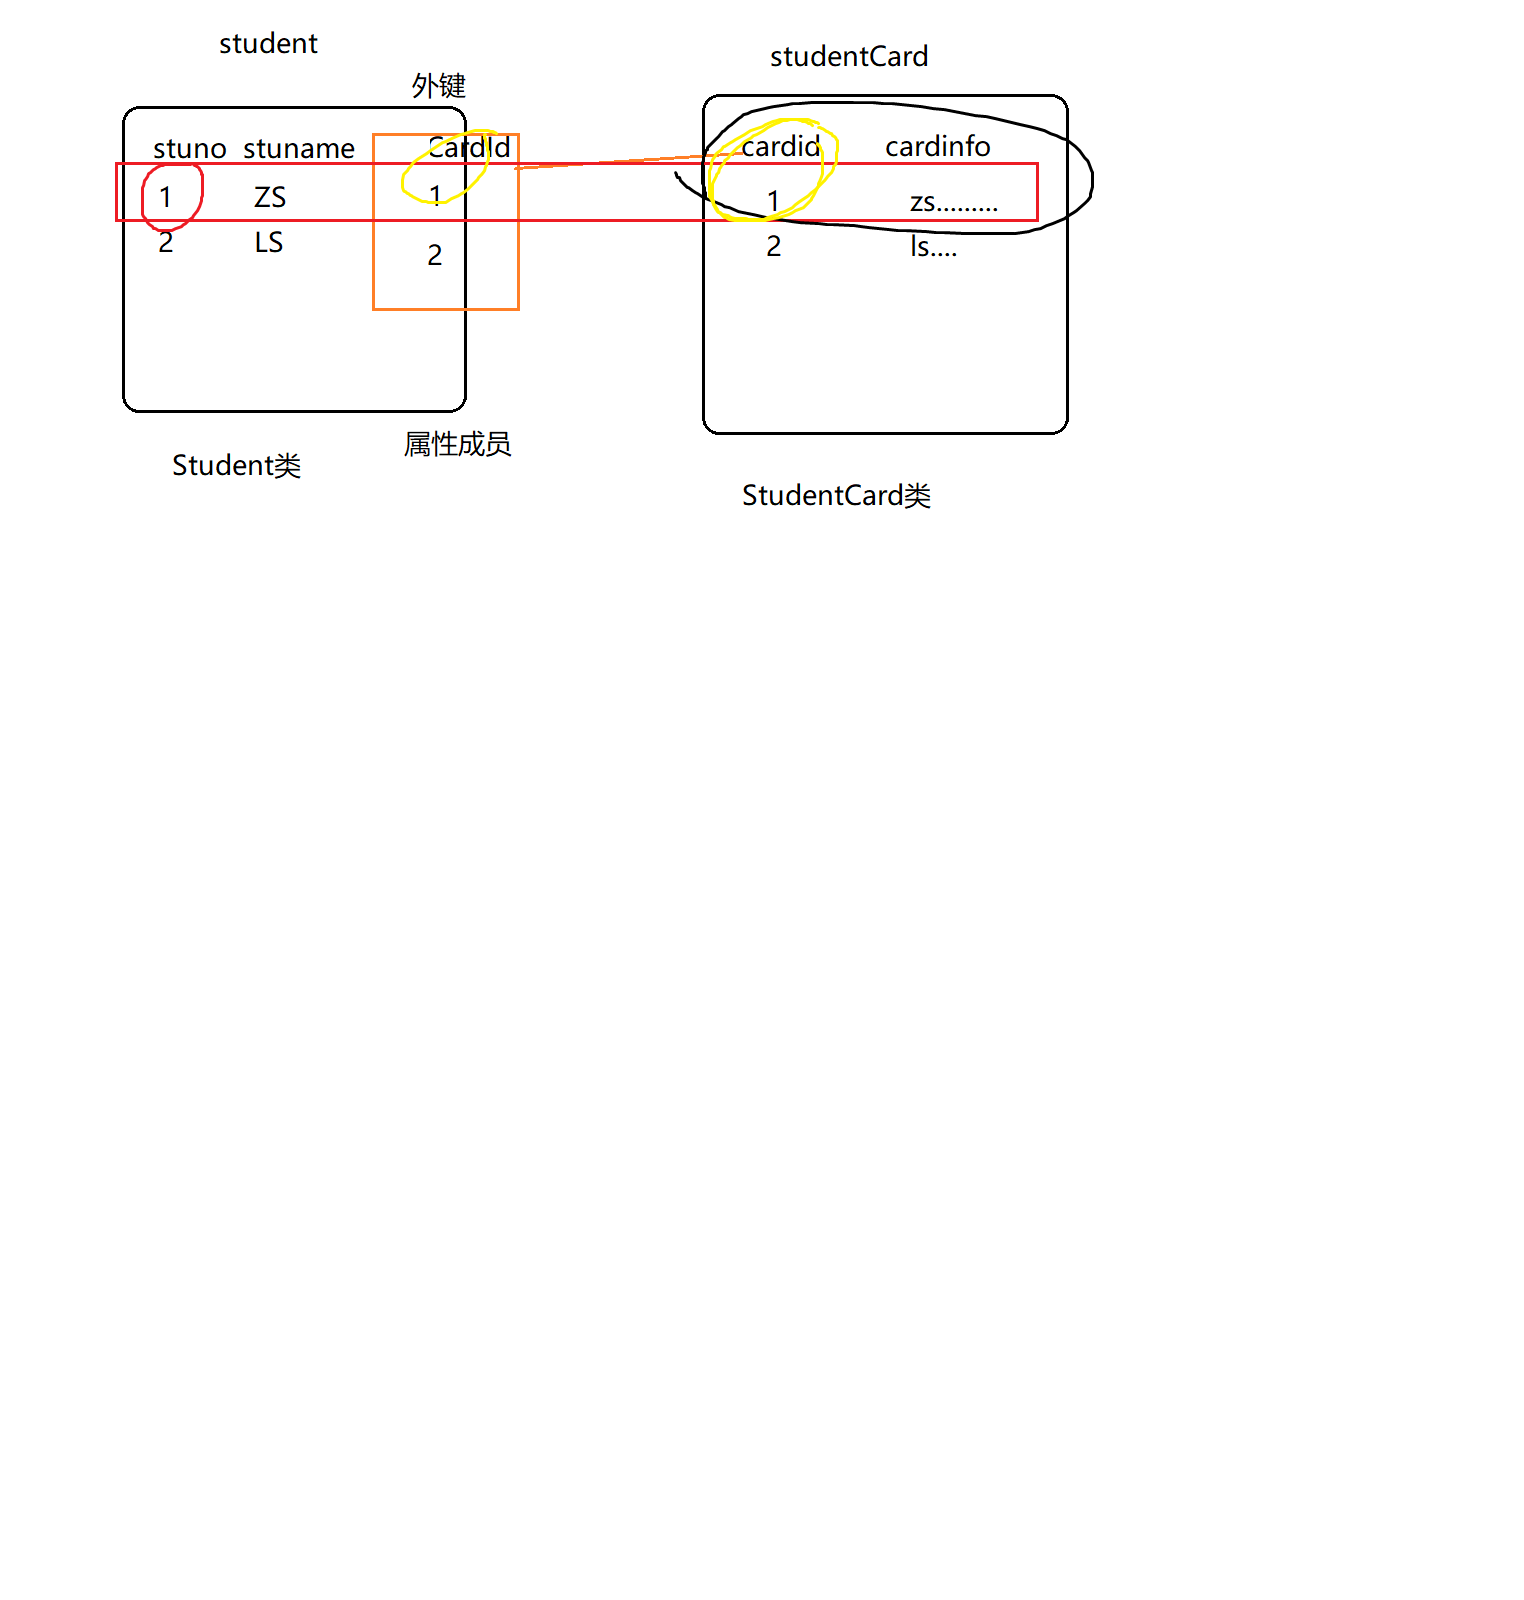 student
外键
stuno stuname CardId
1 ZS 1
2 LS 2
属性成员
Student类
studentCard
cardid cardinfo
1 zs.........
2 ls....
StudentCard类